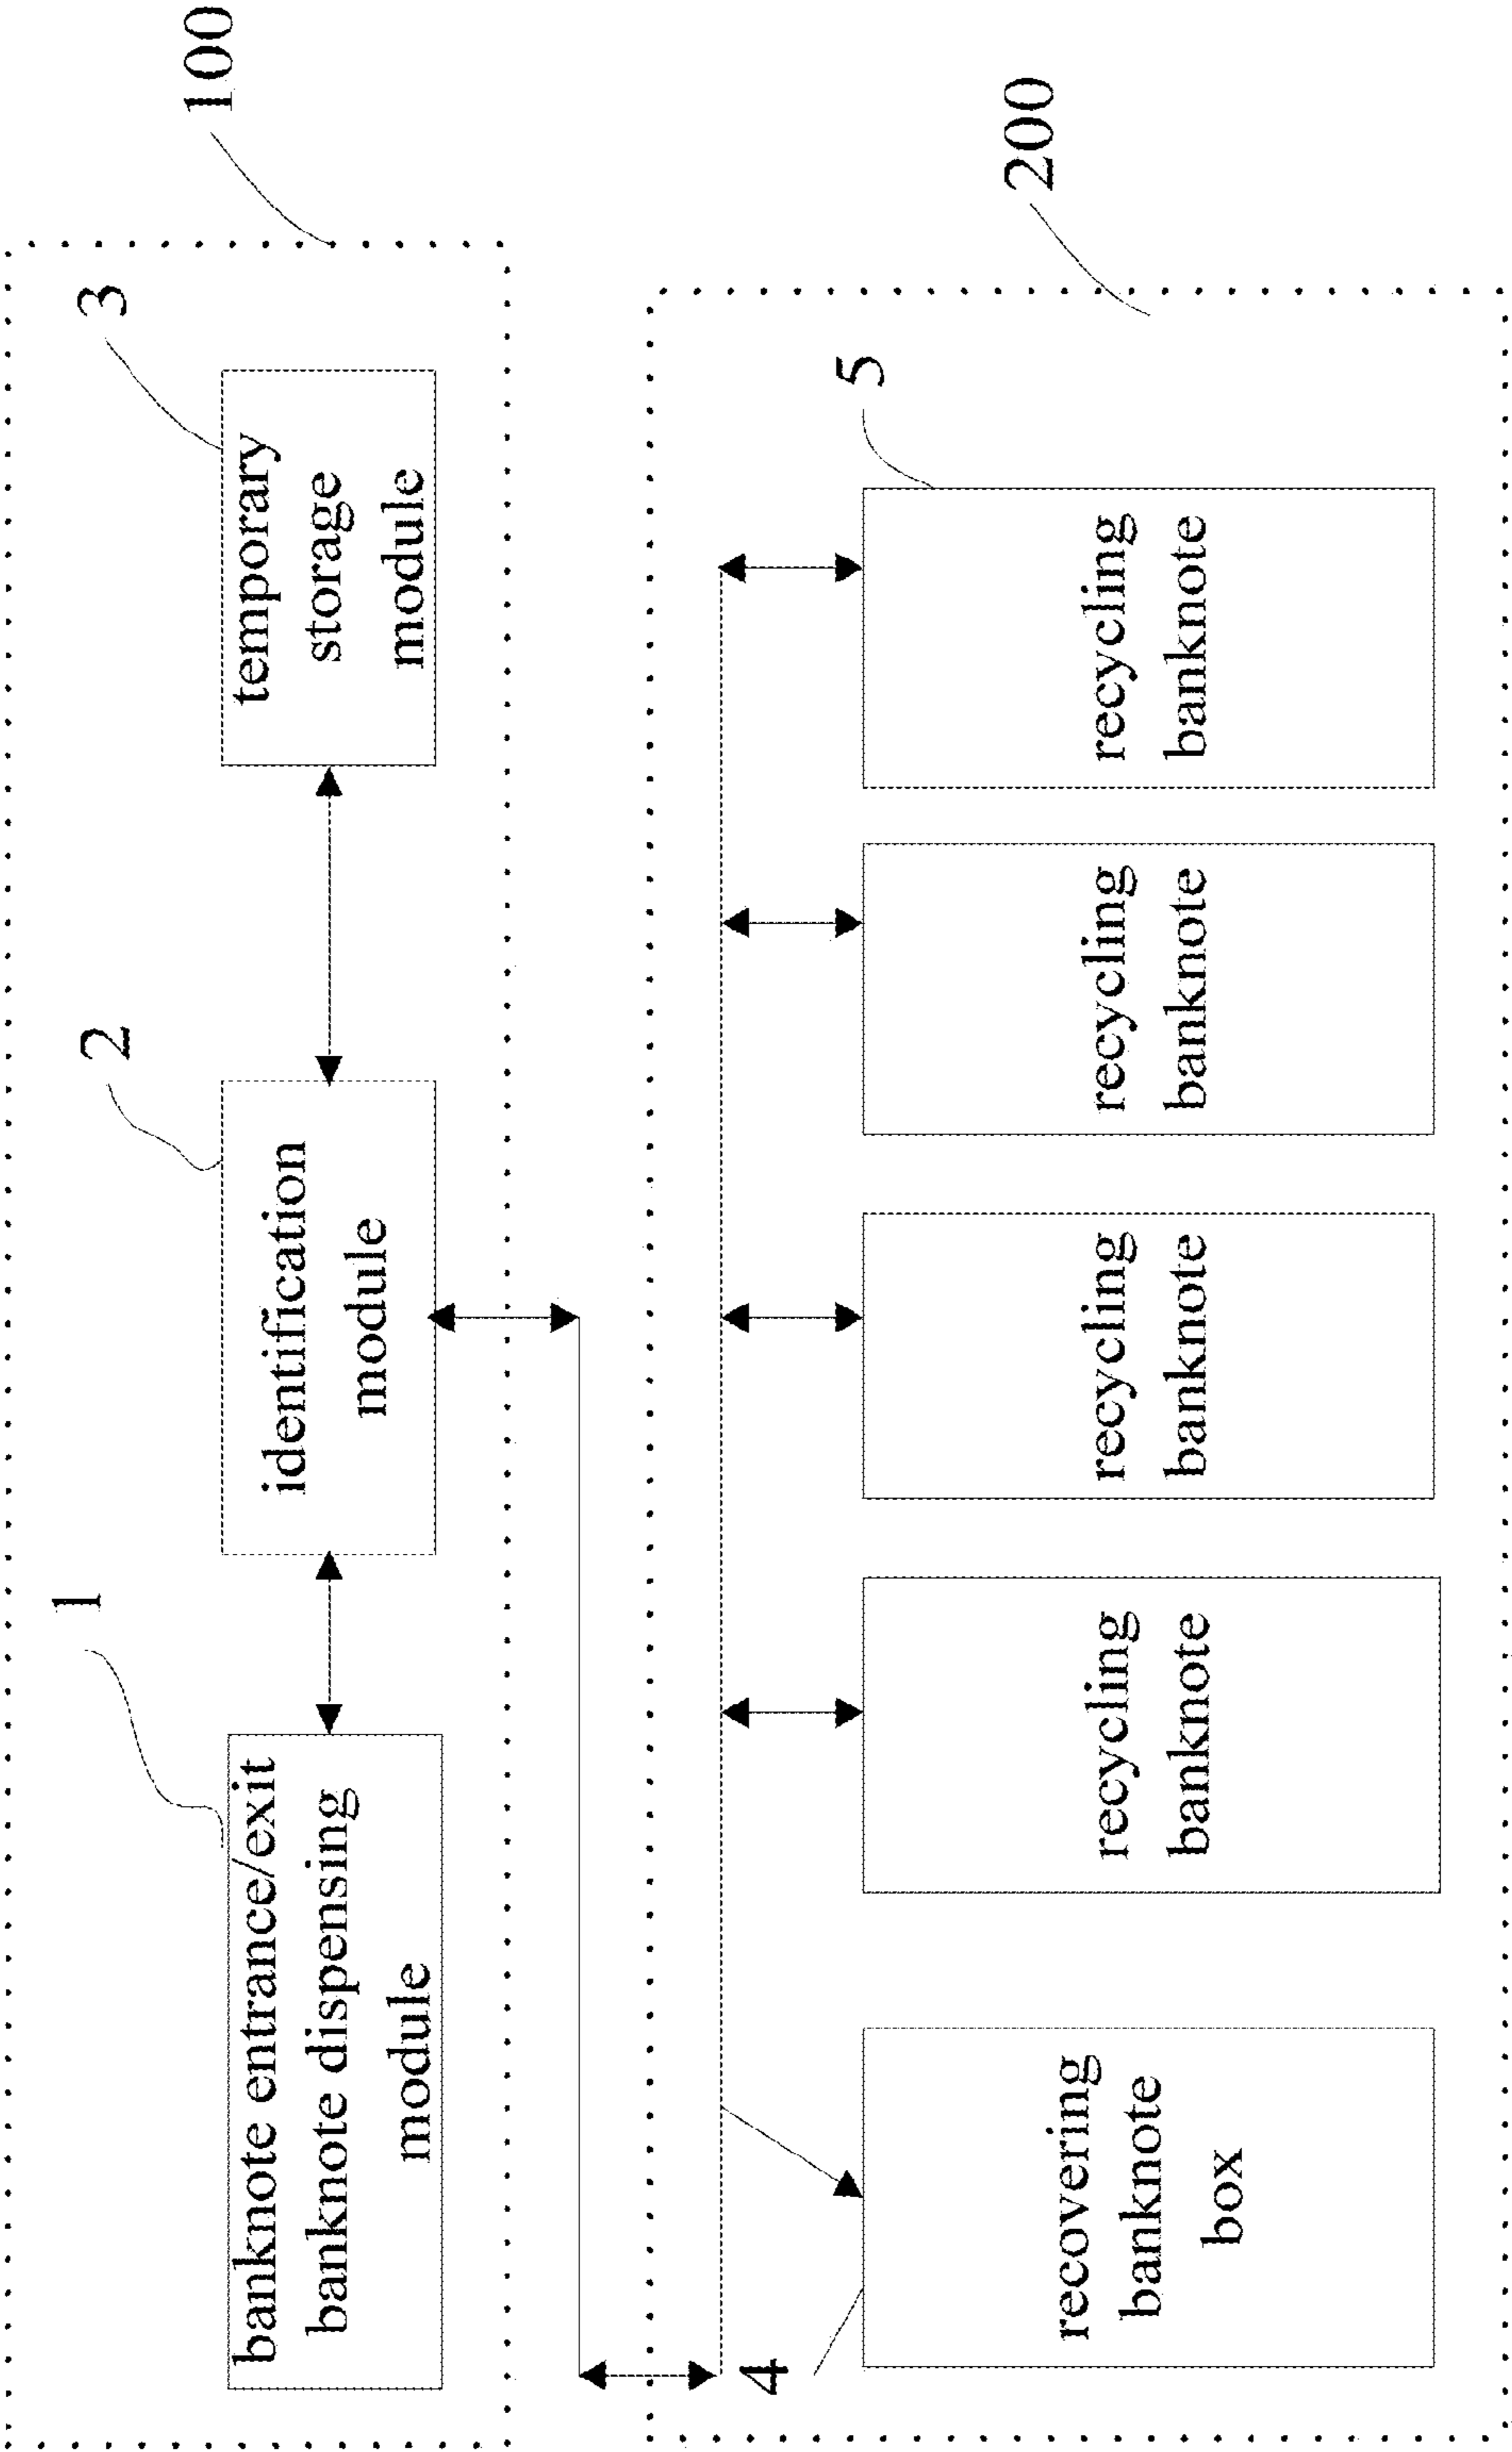 100
1
2
3
banknote entrance/exit
banknote dispensing
module
identification
module
temporary
storage
module
200
4
5
recovering
banknote
box
recycling
banknote
recycling
banknote
recycling
banknote
recycling
banknote